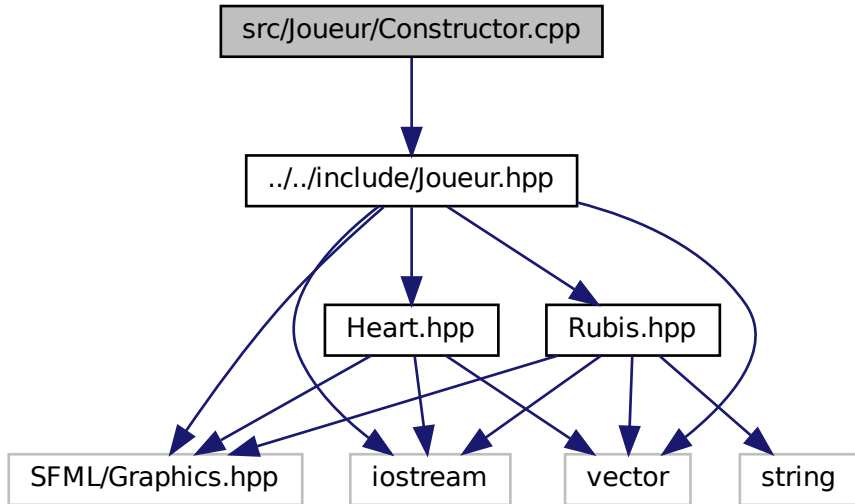 src/Joueur/Constructor.cpp
../../include/Joueur.hpp
Heart.hpp
Rubis.hpp
SFML/Graphics.hpp
iostream
vector
string